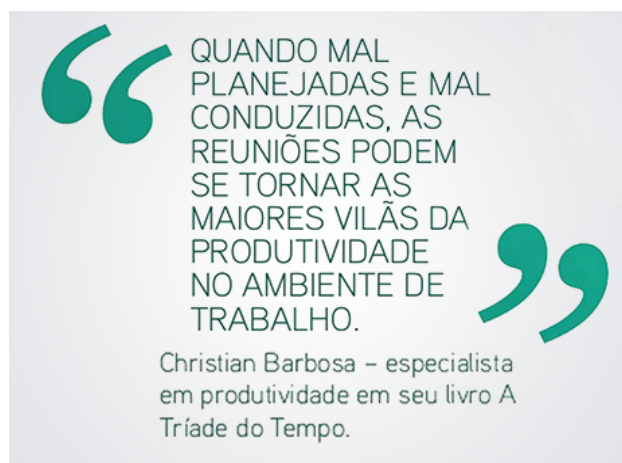 “
QUANDO MAL
PLANEJADAS E MAL
CONDUZIDAS, AS
REUNIÕES PODEM
SE TORNAR AS
MAIORES VILÃS DA
PRODUTIVIDADE
NO AMBIENTE DE
TRABALHO.
”
Christian Barbosa – especialista
em produtividade em seu livro A
Tríade do Tempo.